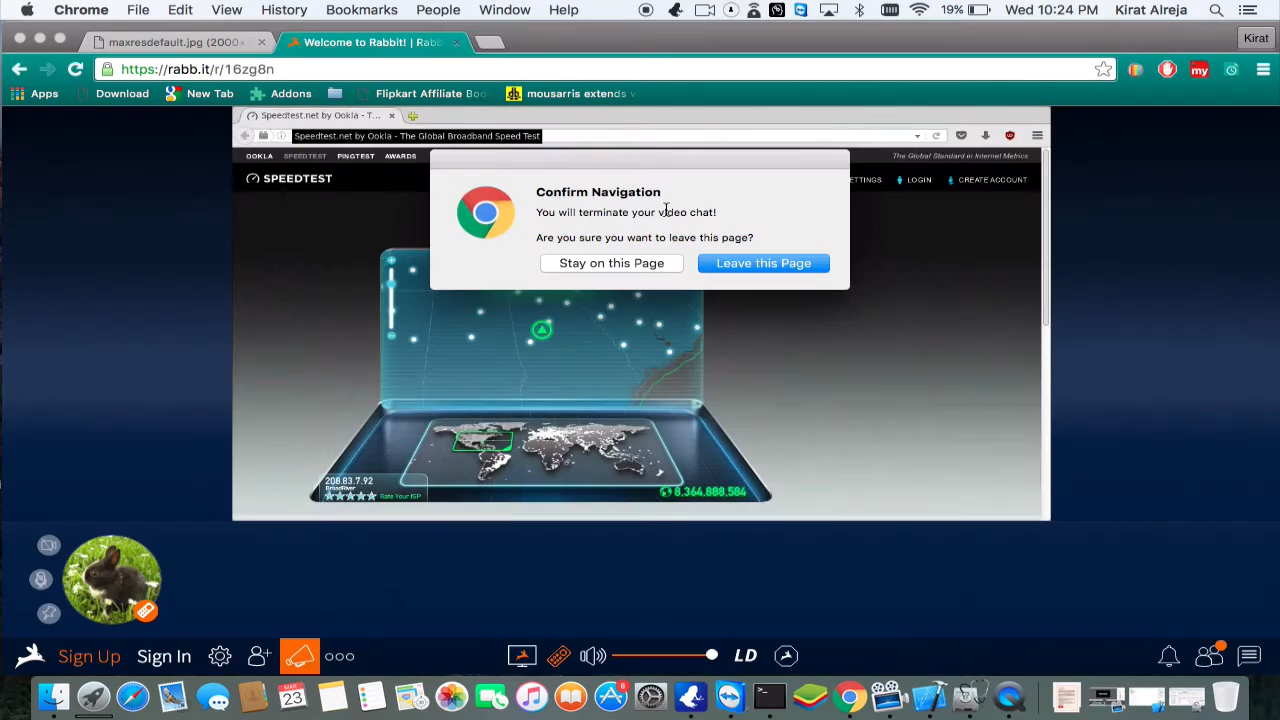 Chrome File Edit View History Bookmarks People Window Help 19% Wed 10:24 PM Kirat Alreja
maxresdefault.jpg (2000× Welcome to Rabbit! | Rabb Kirat
https://rabb.it/r/16zg8n
Apps Download New Tab Addons Flipkart Affiliate Boo mousarris extends v
Speedtest.net by Ookla - T...
Speedtest.net by Ookla - The Global Broadband Speed Test
OOKLA SPEEDTEST PINGTEST AWARDS The Global Standard in Internet Metrics
SPEEDTEST ETTINGS LOGIN CREATE ACCOUNT
Confirm Navigation
You will terminate your video chat!
Are you sure you want to leave this page?
Stay on this Page Leave this Page
208.83.7.92
BroadRiver
Rate Your ISP
8,364,888,584
Sign Up Sign In LD